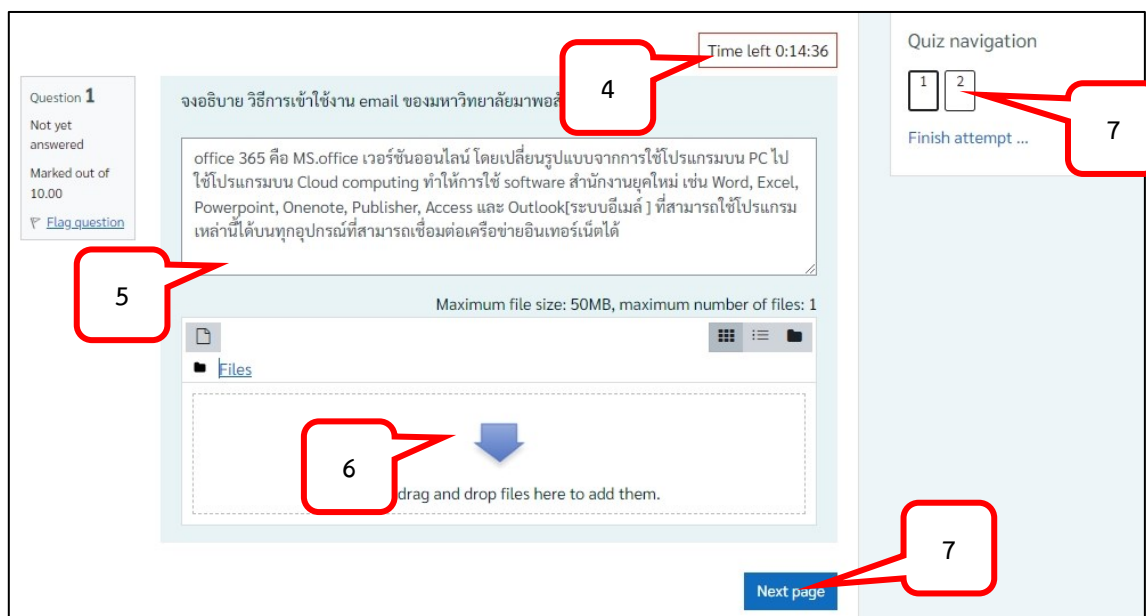 Time left 0:14:36
4
Question 1
Not yet
answered
Marked out of
10.00
Flag question
จงอธิบาย วิธีการเข้าใช้งาน email ของมหาวิทยาลัยมาพอ
office 365 คือ MS.office เวอร์ชันออนไลน์ โดยเปลี่ยนรูปแบบจากการใช้โปรแกรมบน PC ไป
ใช้โปรแกรมบน Cloud computing ทำให้การใช้ software สำนักงานยุคใหม่ เช่น Word, Excel,
Powerpoint, Onenote, Publisher, Access และ Outlook[ระบบอีเมล์ ] ที่สามารถใช้โปรแกรม
เหล่านี้ได้บนทุกอุปกรณ์ที่สามารถเชื่อมต่อเครือข่ายอินเทอร์เน็ตได้
5
Maximum file size: 50MB, maximum number of files: 1
Files
6
drag and drop files here to add them.
7
Next page
Quiz navigation
1 2
7
Finish attempt ...